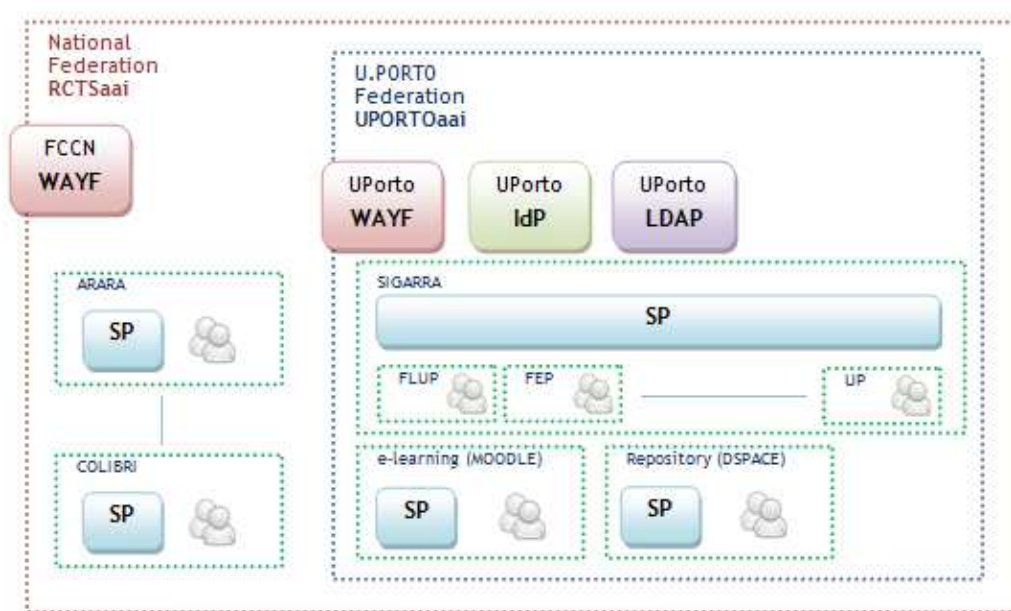 National
Federation
RCTSaai
U.PORTO
Federation
UPORTOaai
FCCN
WAYF
UPorto
WAYF
UPorto
IdP
UPorto
LDAP
ARARA
SP
SIGARRA
SP
FLUP
FEP
UP
COLIBRI
SP
e-learning (MOODLE)
SP
Repository (DSPACE)
SP